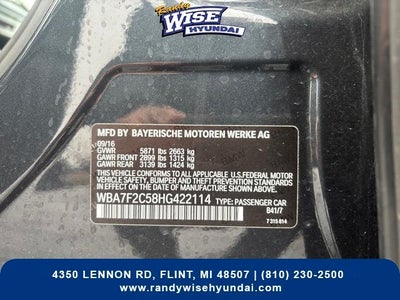 Randy
WISE
HYUNDAI
MFD BY BAYERISCHE MOTOREN WERKE AG
09/16
GVWR 5871 lbs 2663 kg
GAWR FRONT 2899 lbs 1315 kg
GAWR REAR 3139 lbs 1424 kg
THIS VEHICLE CONFORMS TO ALL APPLICABLE U.S.FEDERAL MOTOR
VEHICLE SAFETY, BUMPER, AND THEFT PREVENTION STANDARDS
IN EFFECT ON THE DATE OF MANUFACTURE SHOWN ABOVE.
WBA7F2C58HG422114 TYPE: PASSENGER CAR
B41/7
7 315 814
4350 LENNON RD, FLINT, MI 48507 | (810) 230-2500
www.randywisehyundai.com